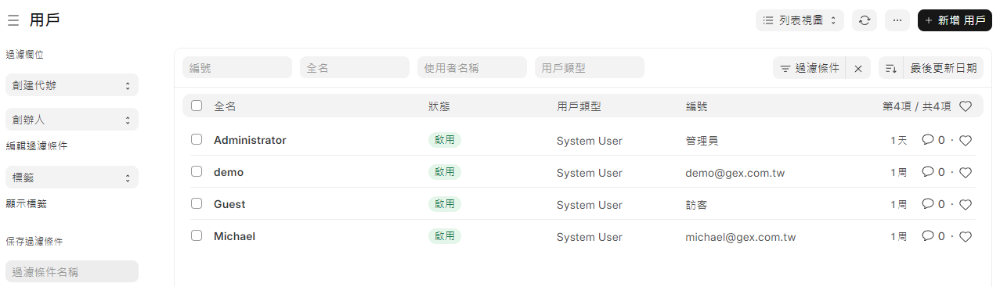 用戶
列表視圖
···
+ 新增 用戶
過濾欄位
創建代辦
創辦人
編輯過濾條件
標籤
顯示標籤
保存過濾條件
過濾條件名稱
編號 全名 使用者名稱 用戶類型 過濾條件 × 最後更新日期
全名 狀態 用戶類型 編號 第4項 / 共4項
Administrator 啟用 System User 管理員 1 天 0 ·
demo 啟用 System User demo@gex.com.tw 1 周 0 ·
Guest 啟用 System User 訪客 1 周 0 ·
Michael 啟用 System User michael@gex.com.tw 1 周 0 ·